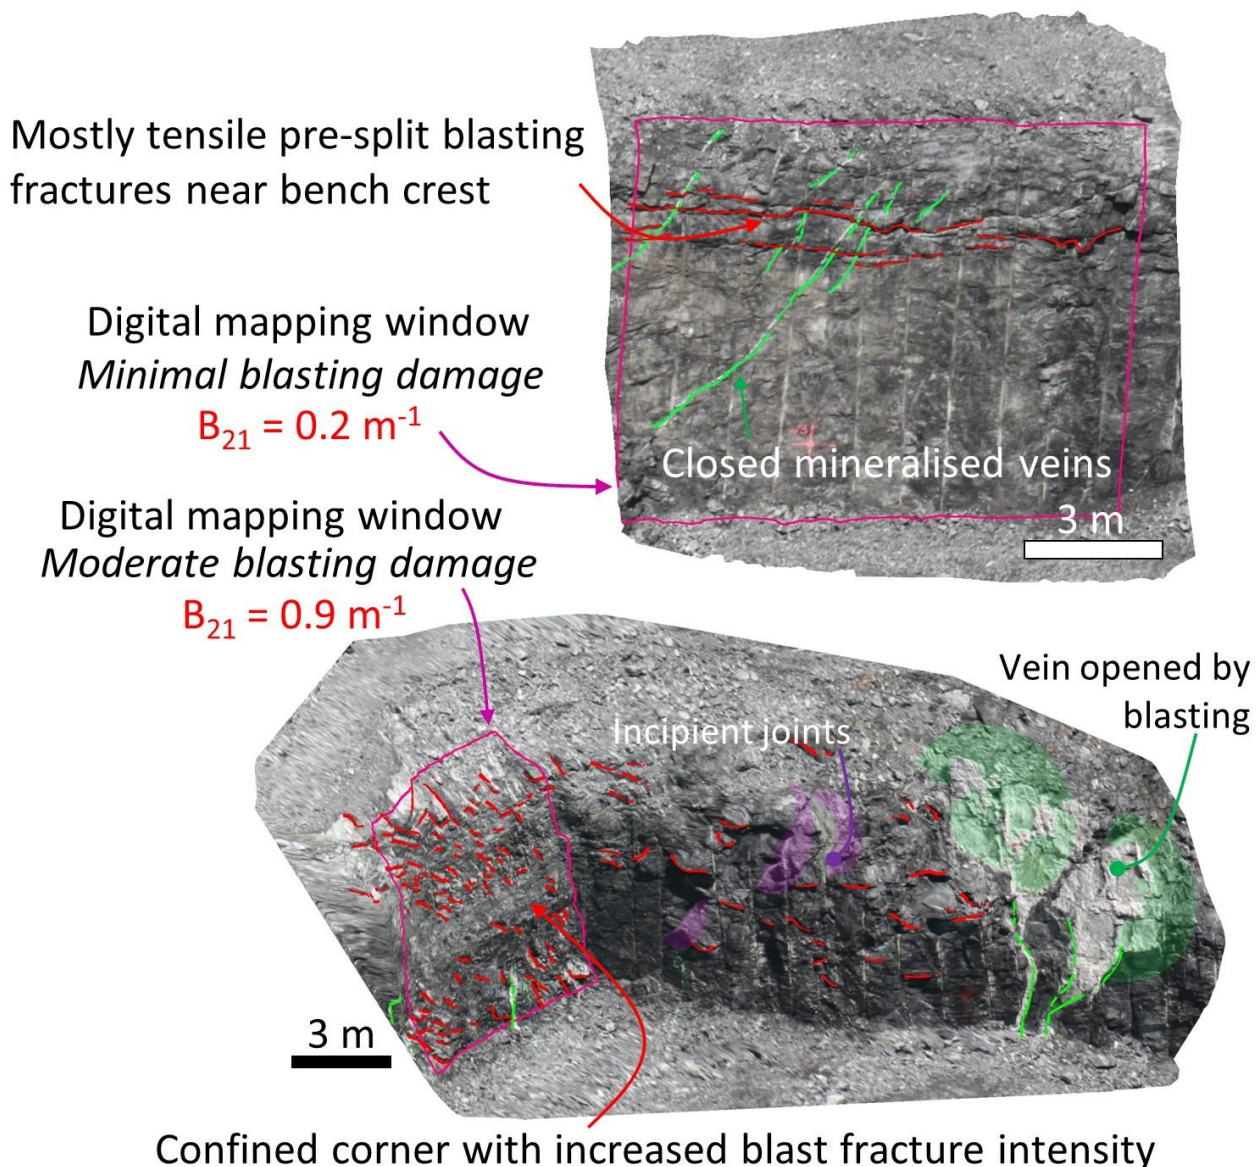 Mostly tensile pre-split blasting
fractures near bench crest
Digital mapping window
Minimal blasting damage
B₂₁ = 0.2 m⁻¹
Closed mineralised veins
3 m
Digital mapping window
Moderate blasting damage
B₂₁ = 0.9 m⁻¹
Vein opened by
blasting
Incipient joints
3 m
Confined corner with increased blast fracture intensity